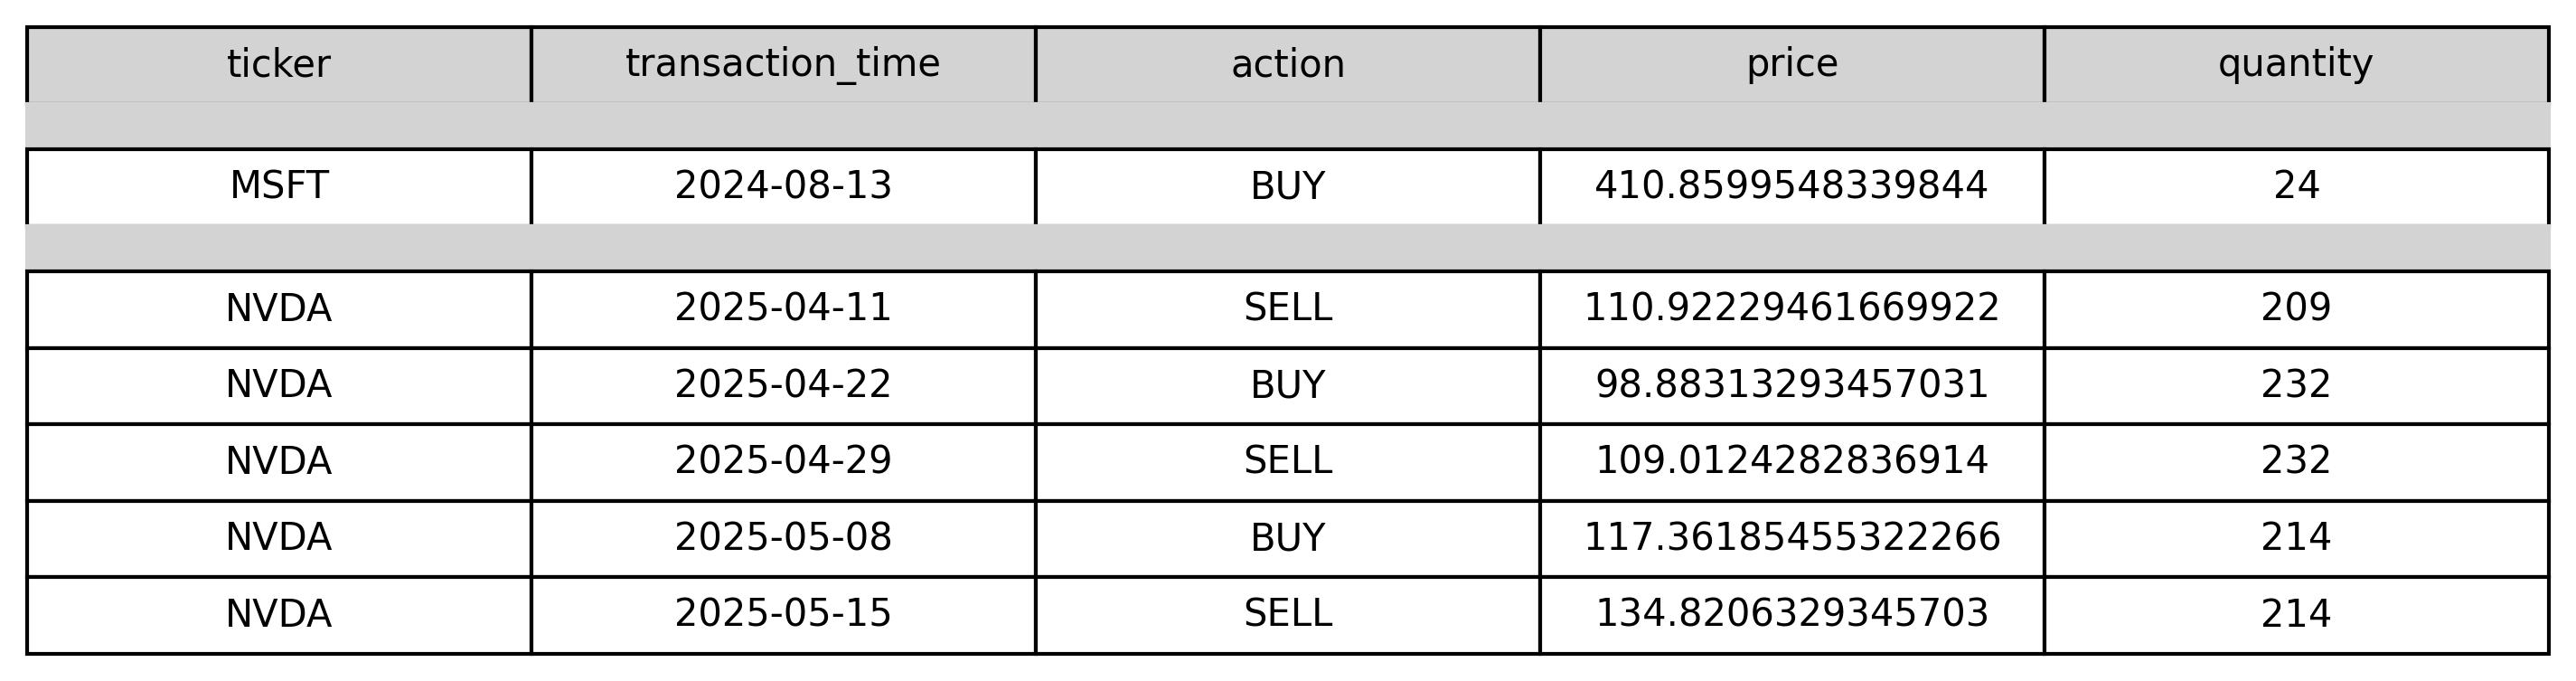 ticker transaction_time action price quantity
MSFT 2024-08-13 BUY 410.8599548339844 24
NVDA 2025-04-11 SELL 110.92229461669922 209
NVDA 2025-04-22 BUY 98.88313293457031 232
NVDA 2025-04-29 SELL 109.0124282836914 232
NVDA 2025-05-08 BUY 117.36185455322266 214
NVDA 2025-05-15 SELL 134.8206329345703 214